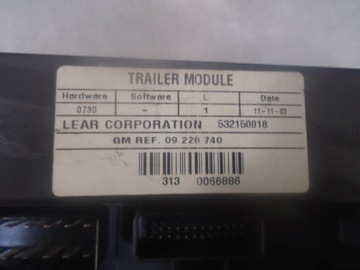 TRAILER MODULE
Hardware Software L Date
0730 - 1 11-11-03
LEAR CORPORATION 532150018
GM REF. 09 228 740
313 0066886